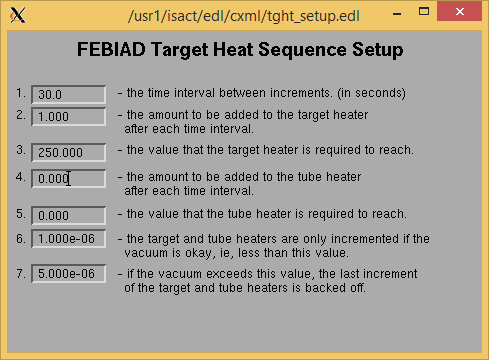 /usr1/isact/edl/cxml/tght_setup.edl
FEBIAD Target Heat Sequence Setup
1. 30.0 - the time interval between increments. (in seconds)
2. 1.000 - the amount to be added to the target heater
after each time interval.
3. 250.000 - the value that the target heater is required to reach.
4. 0.000 - the amount to be added to the tube heater
after each time interval.
5. 0.000 - the value that the tube heater is required to reach.
6. 1.000e-06 - the target and tube heaters are only incremented if the
vacuum is okay, ie, less than this value.
7. 5.000e-06 - if the vacuum exceeds this value, the last increment
of the target and tube heaters is backed off.